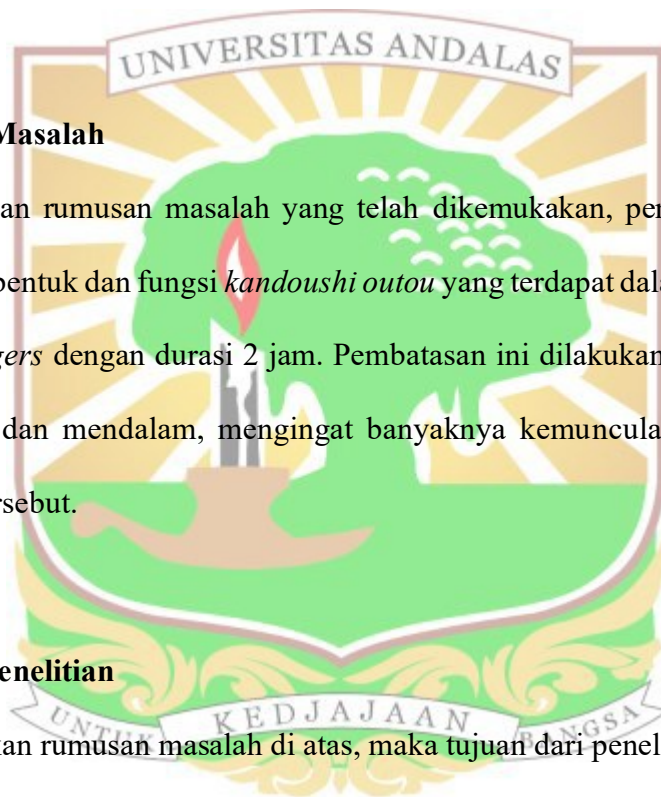 UNIVERSITAS ANDALAS
Masalah
an rumusan masalah yang telah dikemukakan, per
bentuk dan fungsi kandoushi outou yang terdapat dala
gers dengan durasi 2 jam. Pembatasan ini dilakukan
dan mendalam, mengingat banyaknya kemuncula
rsebut.
enelitian
UNTUK KEDJAJAAN BANGSA
kan rumusan masalah di atas, maka tujuan dari penel